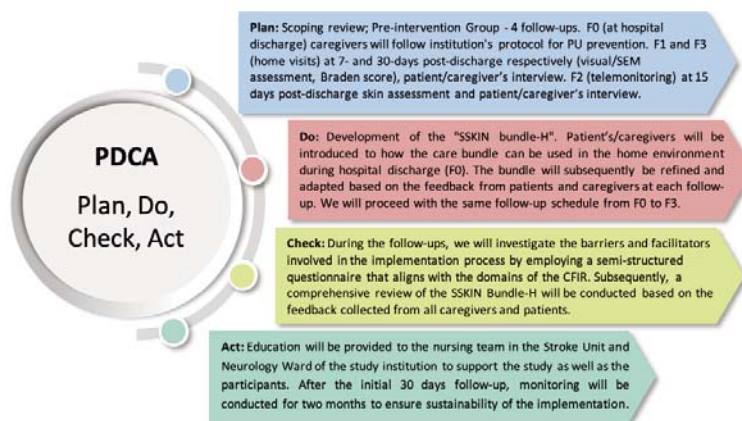 PDCA
Plan, Do,
Check, Act
Plan: Scoping review; Pre-intervention Group - 4 follow-ups. F0 (at hospital
discharge) caregivers will follow institution's protocol for PU prevention. F1 and F3
(home visits) at 7- and 30-days post-discharge respectively (visual/SEM
assessment, Braden score), patient/caregiver's interview. F2 (telemonitoring) at 15
days post-discharge skin assessment and patient/caregiver's interview.
Do: Development of the "SSKIN bundle-H". Patient's/caregivers will be
introduced to how the care bundle can be used in the home environment
during hospital discharge (F0). The bundle will subsequently be refined and
adapted based on the feedback from patients and caregivers at each follow-
up. We will proceed with the same follow-up schedule from F0 to F3.
Check: During the follow-ups, we will investigate the barriers and facilitators
involved in the implementation process by employing a semi-structured
questionnaire that aligns with the domains of the CFIR. Subsequently, a
comprehensive review of the SSKIN Bundle-H will be conducted based on the
feedback collected from all caregivers and patients.
Act: Education will be provided to the nursing team in the Stroke Unit and
Neurology Ward of the study institution to support the study as well as the
participants. After the initial 30 days follow-up, monitoring will be
conducted for two months to ensure sustainability of the implementation.